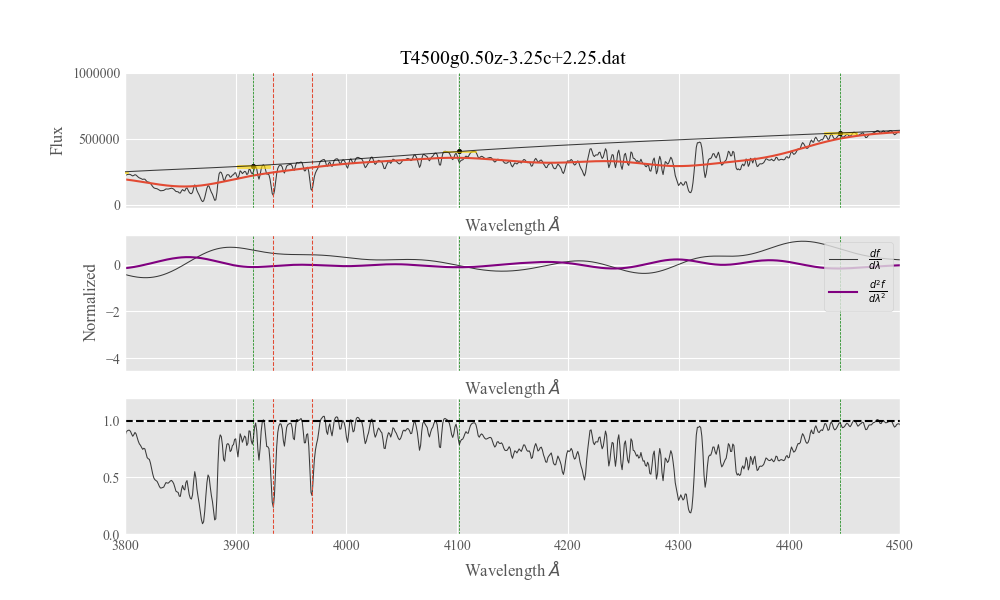 T4500g0.50z-3.25c+2.25.dat
1000000
500000
0
Flux
Wavelength Å
0
−2
−4
Normalized
df
dλ
d²f
dλ²
Wavelength Å
1.0
0.5
0.0
3800 3900 4000 4100 4200 4300 4400 4500
Wavelength Å